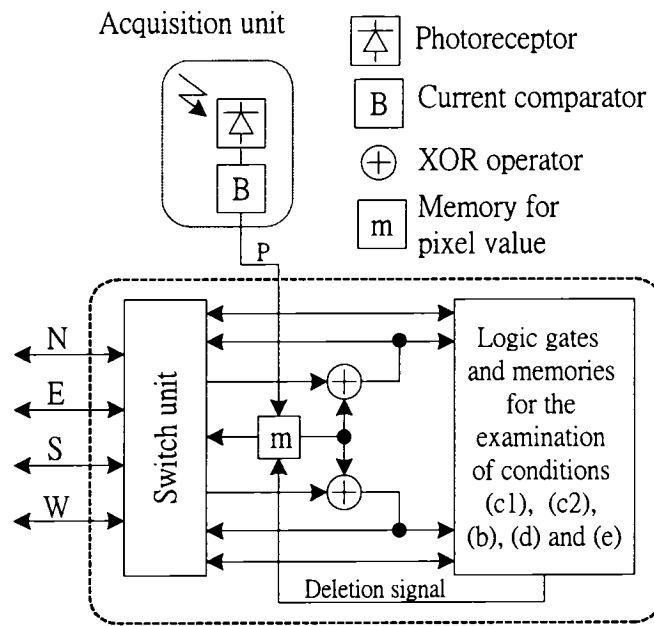 Acquisition unit
Photoreceptor
B
Current comparator
B
XOR operator
m
Memory for
pixel value
P
N
E
S
W
Switch unit
m
Logic gates
and memories
for the
examination
of conditions
(c1), (c2),
(b), (d) and (e)
Deletion signal